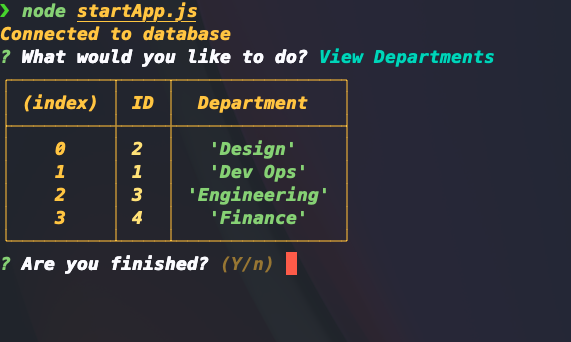 ❯ node startApp.js
Connected to database
? What would you like to do? View Departments
(index) ID Department
0 2 'Design'
1 1 'Dev Ops'
2 3 'Engineering'
3 4 'Finance'
? Are you finished? (Y/n)